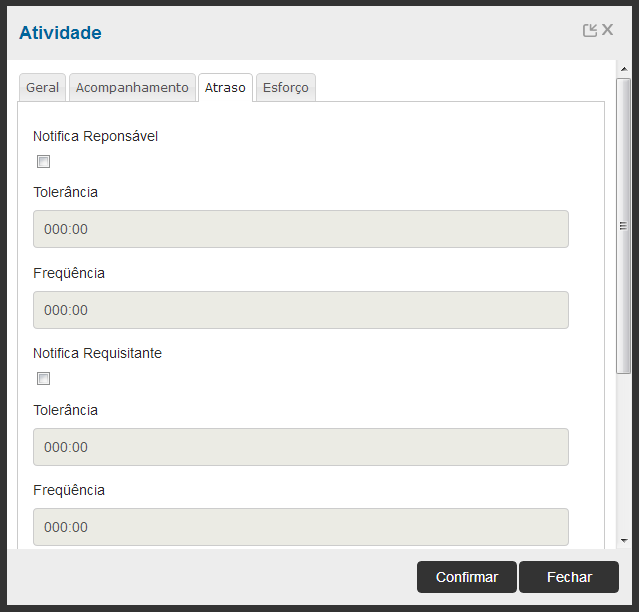 Atividade
Geral Acompanhamento Atraso Esforço
Notifica Reponsável
Tolerância
000:00
Freqüência
000:00
Notifica Requisitante
Tolerância
000:00
Freqüência
000:00
Confirmar Fechar